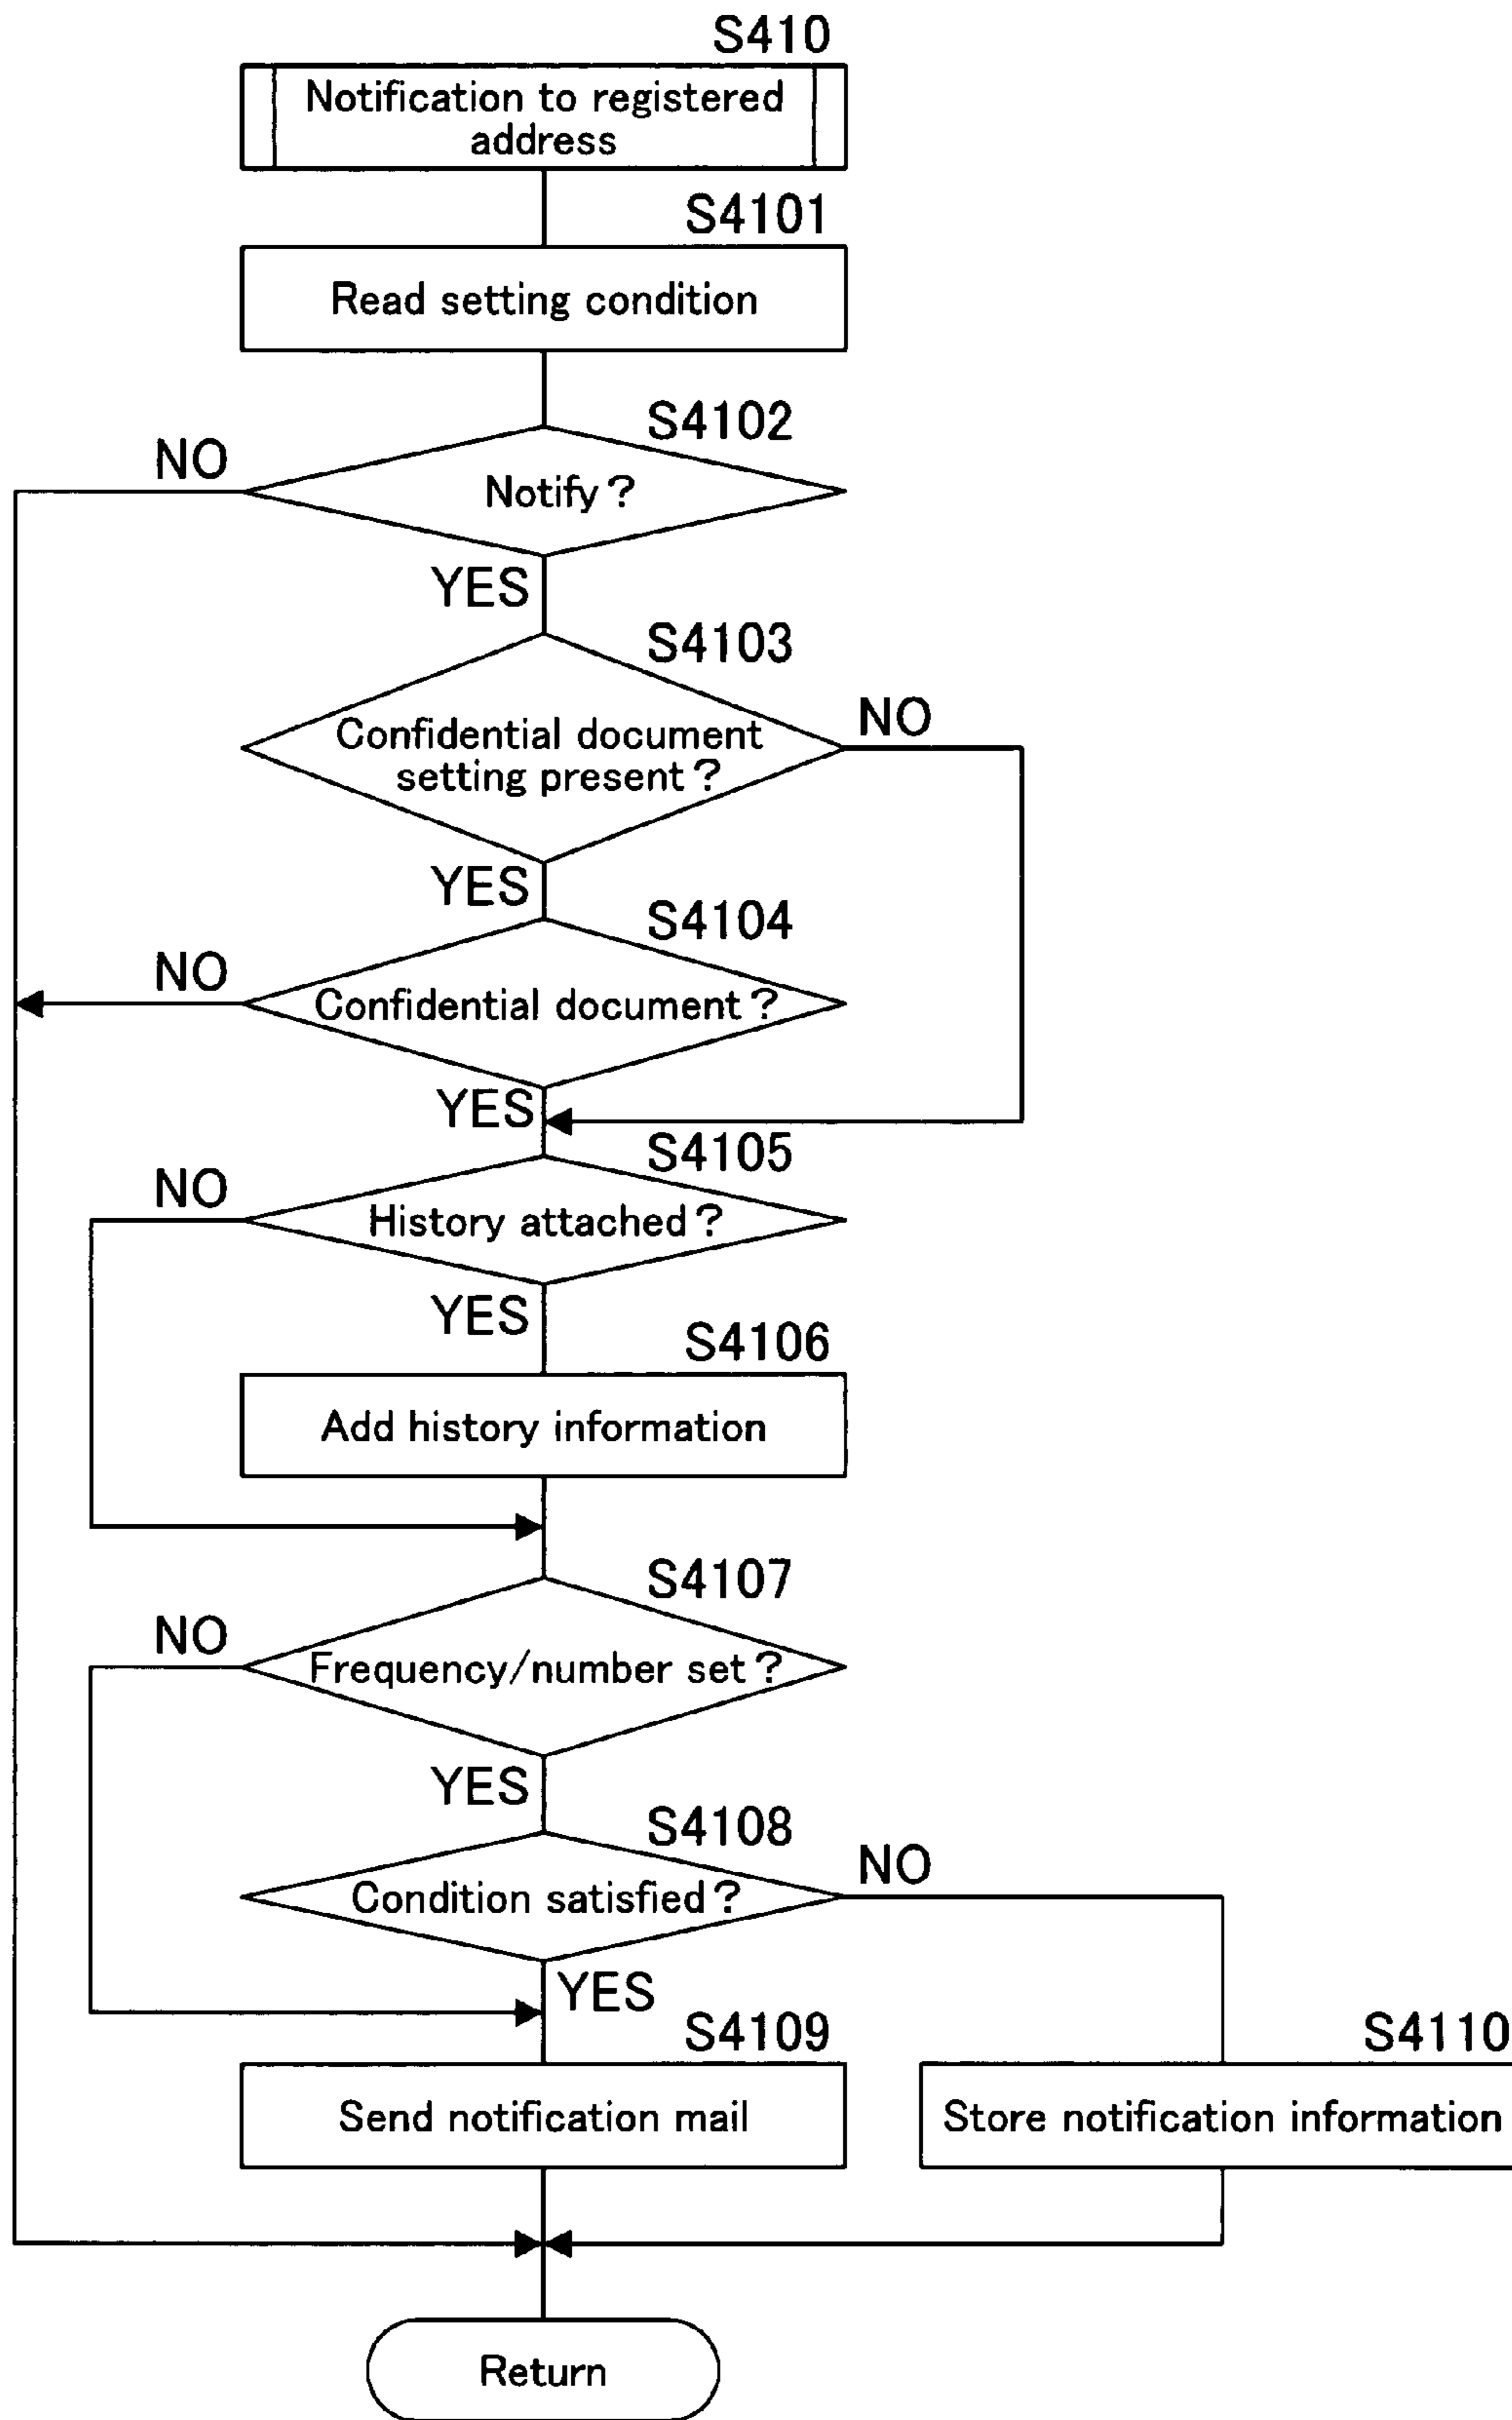 S410
Notification to registered
address
S4101
Read setting condition
S4102
NO
Notify?
YES
S4103
NO
Confidential document
setting present?
YES
S4104
NO
Confidential document?
YES
S4105
NO
History attached?
YES
S4106
Add history information
S4107
NO
Frequency/number set?
YES
S4108
NO
Condition satisfied?
YES
S4109
S4110
Send notification mail
Store notification information
Return